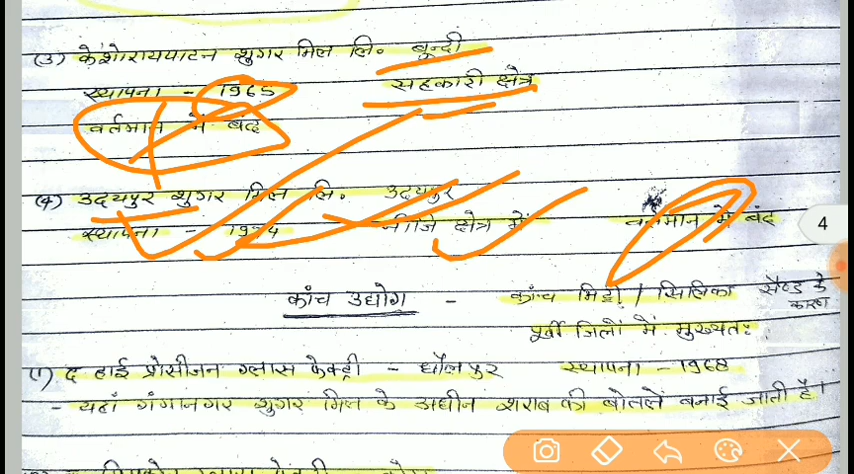 (3) केशोरायपाटन शुगर मिल लि॰ बून्दी
स्थापना - 1965 सहकारी क्षेत्र
वर्तमान में बंद
(4) उदयपुर शुगर मिल लि॰ उदयपुर
स्थापना - 1974 नीजि क्षेत्र में वर्तमान में बंद
4
कांच उद्योग - कांच मिट्टी / सिलिका सैण्ड के कारण
पूर्वी जिलों में मुख्यतः
(1) द हाई प्रोसीजन ग्लास फेक्ट्री - धौलपुर स्थापना - 1968
- यहां गंगानगर शुगर मिल के अधीन शराब की बोतलें बनाई जाती है।